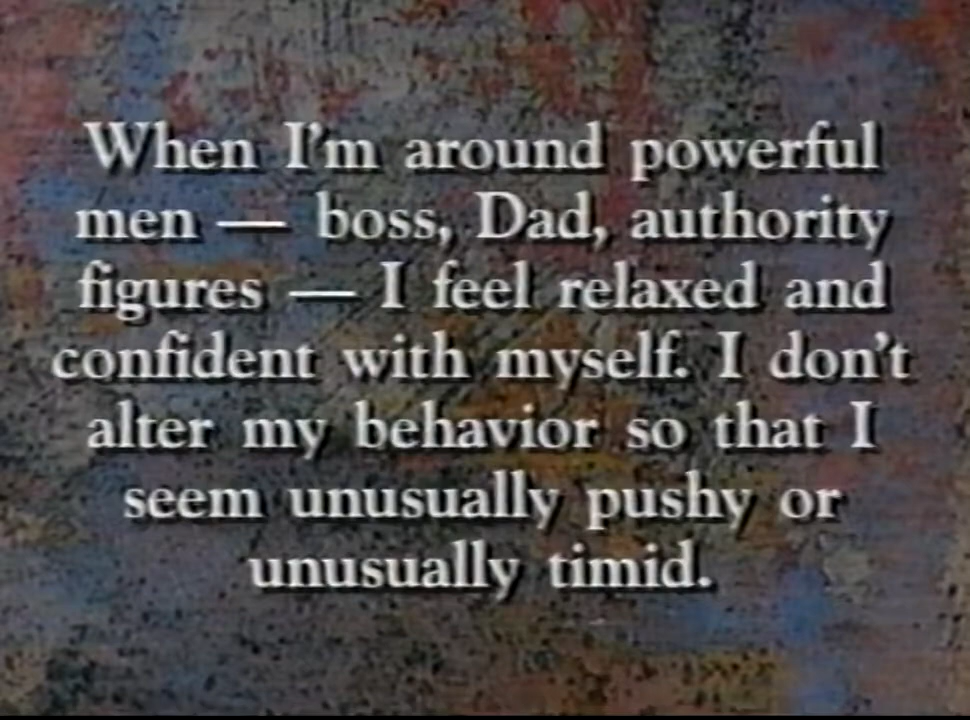 When I'm around powerful
men — boss, Dad, authority
figures — I feel relaxed and
confident with myself. I don't
alter my behavior so that I
seem unusually pushy or
unusually timid.